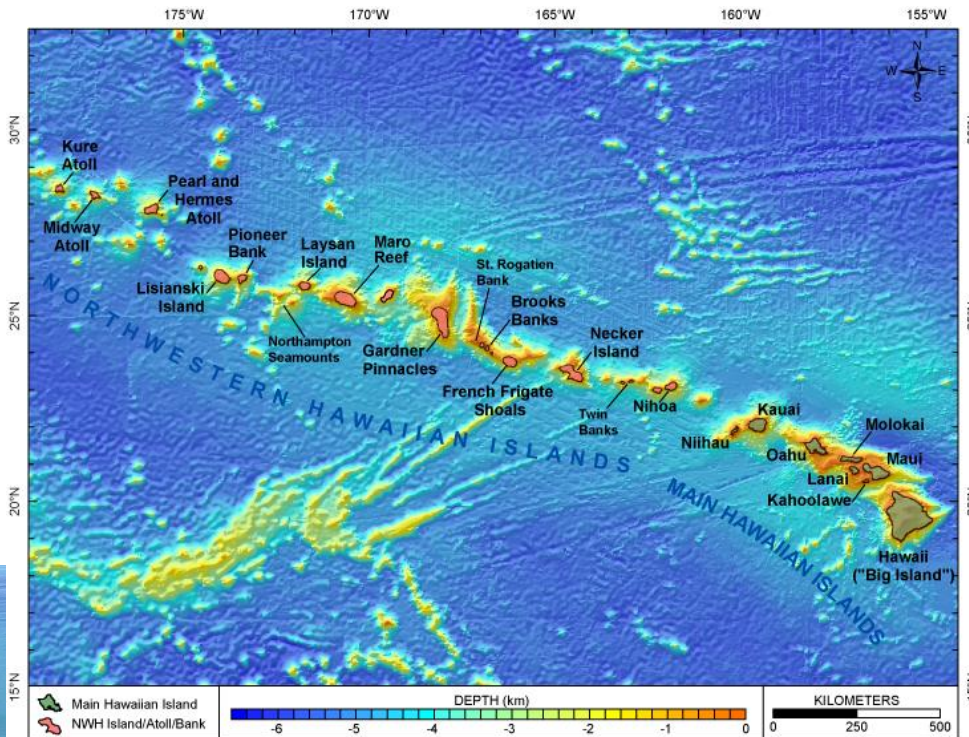 175°W 170°W 165°W 160°W 155°W
N
W E
S
30°N
Kure
Atoll
Pearl and
Hermes
Atoll
Midway
Atoll
Pioneer
Bank
Laysan
Island
Maro
Reef
St. Rogatien
Bank
Brooks
Banks
Lisianski
Island
25°N
Northampton
Seamounts
Gardner
Pinnacles
Necker
Island
French Frigate
Shoals
Twin
Banks
Nihoa
NORTHWESTERN HAWAIIAN ISLANDS
Kauai
Molokai
Niihau
Oahu
Maui
Lanai
Kahoolawe
20°N
MAIN HAWAIIAN ISLANDS
Hawaii
("Big Island")
15°N
Main Hawaiian Island
NWH Island/Atoll/Bank
DEPTH (km)
-6 -5 -4 -3 -2 -1 0
KILOMETERS
0 250 500